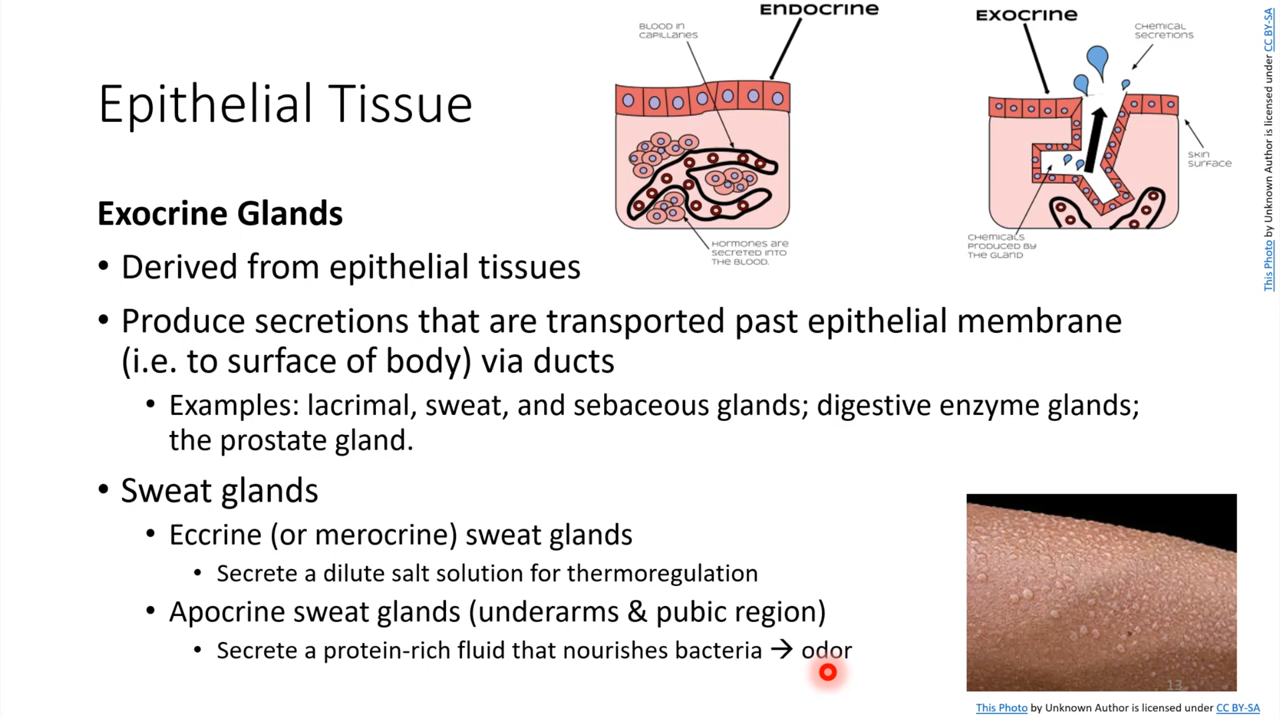 ENDOCRINE
BLOOD IN
CAPILLARIES
HORMONES ARE
SECRETED INTO
THE BLOOD.
EXOCRINE
CHEMICAL
SECRETIONS
SKIN
SURFACE
CHEMICALS
PRODUCED BY
THE GLAND
This Photo by Unknown Author is licensed under CC BY-SA
Epithelial Tissue
Exocrine Glands
• Derived from epithelial tissues
• Produce secretions that are transported past epithelial membrane
(i.e. to surface of body) via ducts
• Examples: lacrimal, sweat, and sebaceous glands; digestive enzyme glands;
the prostate gland.
• Sweat glands
• Eccrine (or merocrine) sweat glands
• Secrete a dilute salt solution for thermoregulation
• Apocrine sweat glands (underarms & pubic region)
• Secrete a protein-rich fluid that nourishes bacteria → odor
13
This Photo by Unknown Author is licensed under CC BY-SA